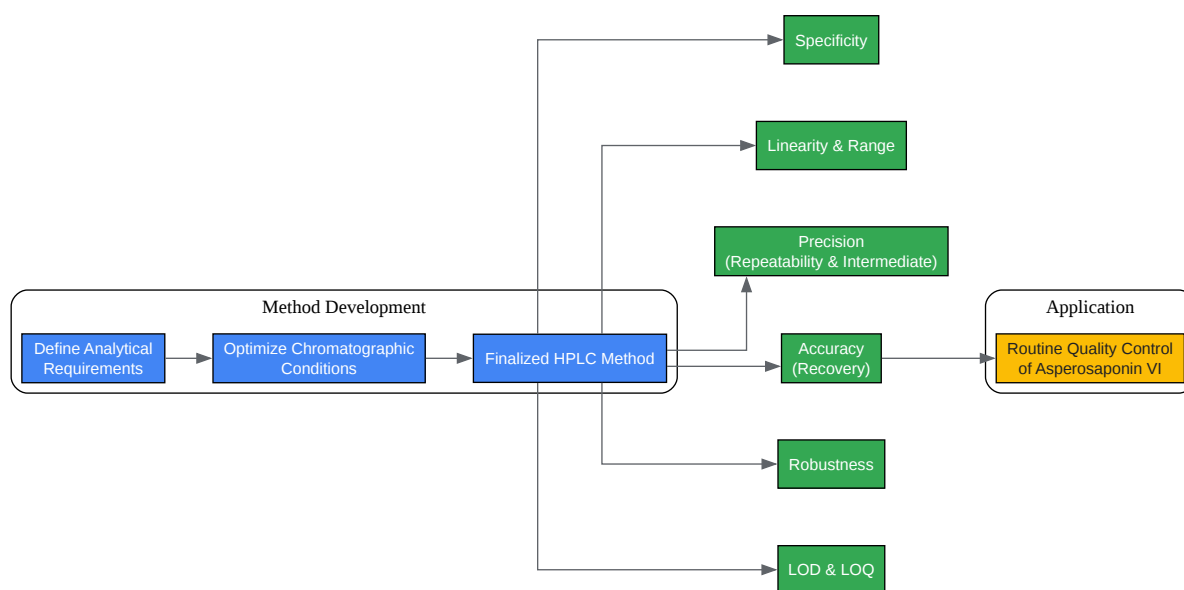 Specificity
Linearity & Range
Precision
(Repeatability & Intermediate)
Method Development
Define Analytical
Requirements
Optimize Chromatographic
Conditions
Finalized HPLC Method
Accuracy
(Recovery)
Application
Routine Quality Control
of Asperosaponin VI
Robustness
LOD & LOQ